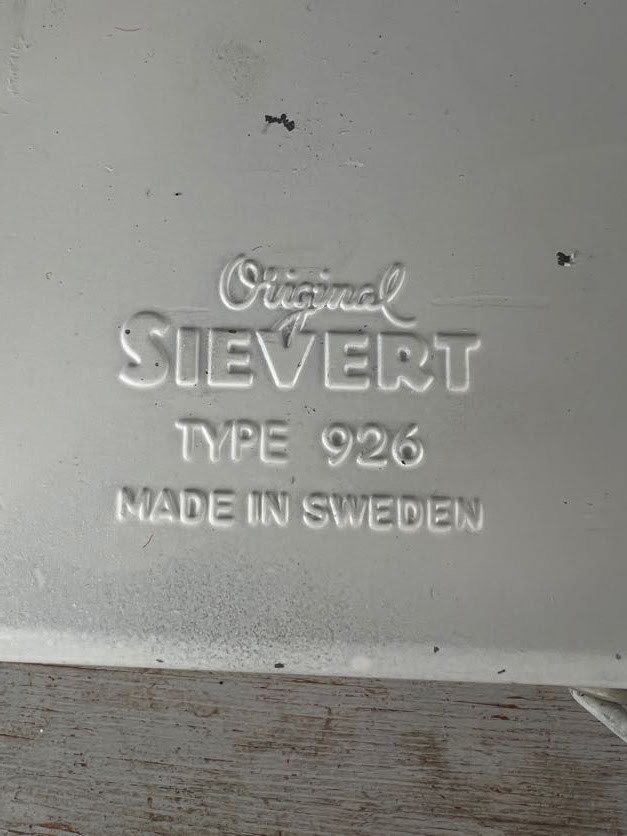 Original
SIEVERT
TYPE 926
MADE IN SWEDEN